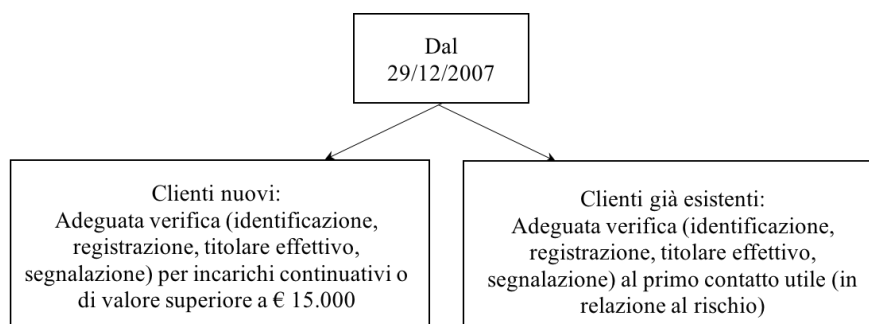 Dal
29/12/2007
Clienti nuovi:
Adeguata verifica (identificazione,
registrazione, titolare effettivo,
segnalazione) per incarichi continuativi o
di valore superiore a € 15.000
Clienti già esistenti:
Adeguata verifica (identificazione,
registrazione, titolare effettivo,
segnalazione) al primo contatto utile (in
relazione al rischio)